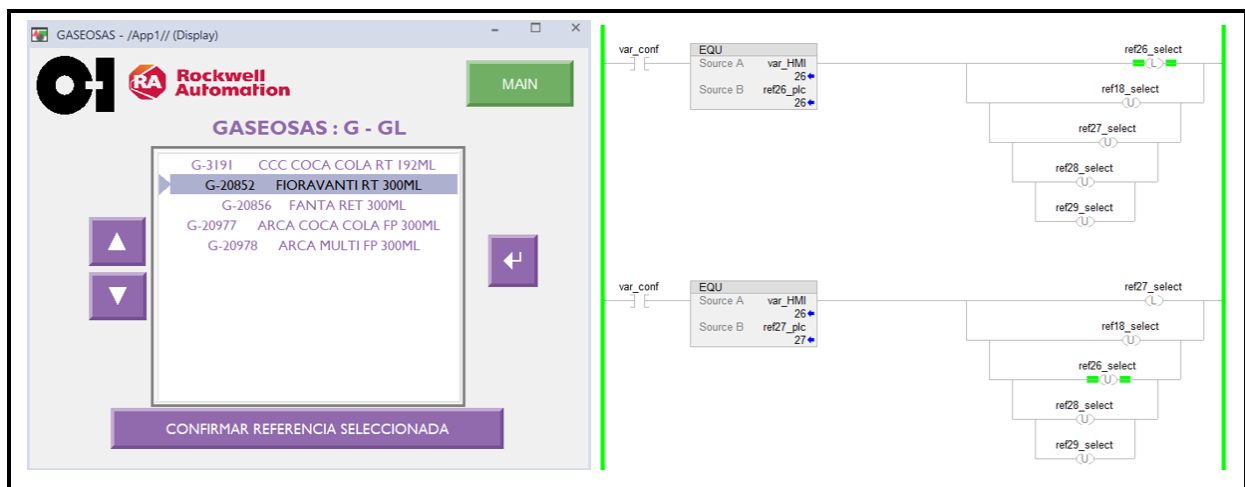 GASEOSAS - /App1// (Display)
O-I
RA Rockwell
Automation
MAIN
GASEOSAS : G - GL
G-3191 CCC COCA COLA RT 192ML
G-20852 FIORAVANTI RT 300ML
G-20856 FANTA RET 300ML
G-20977 ARCA COCA COLA FP 300ML
G-20978 ARCA MULTI FP 300ML
CONFIRMAR REFERENCIA SELECCIONADA
var_conf
EQU
Source A var_HMI
26
Source B ref26_plc
26
ref26_select
L
ref18_select
U
ref27_select
U
ref28_select
U
ref29_select
U
var_conf
EQU
Source A var_HMI
26
Source B ref27_plc
27
ref27_select
L
ref18_select
U
ref26_select
U
ref28_select
U
ref29_select
U